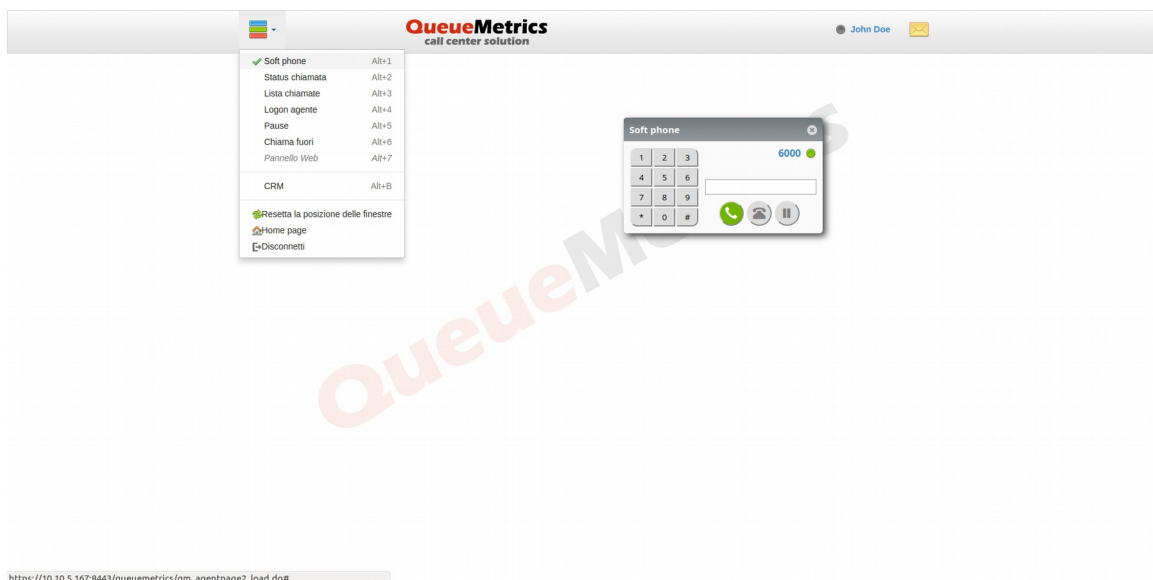 QueueMetrics
call center solution
John Doe
Soft phone Alt+1
Status chiamata Alt+2
Lista chiamate Alt+3
Logon agente Alt+4
Pause Alt+5
Chiama fuori Alt+6
Pannello Web Alt+7
CRM Alt+B
Resetta la posizione delle finestre
Home page
Disconnetti
Soft phone
6000
1 2 3
4 5 6
7 8 9
* 0 #
QueueMetrics
https://10.10.5.167:8443/queuemetrics/qm_agentpage2_load.do#